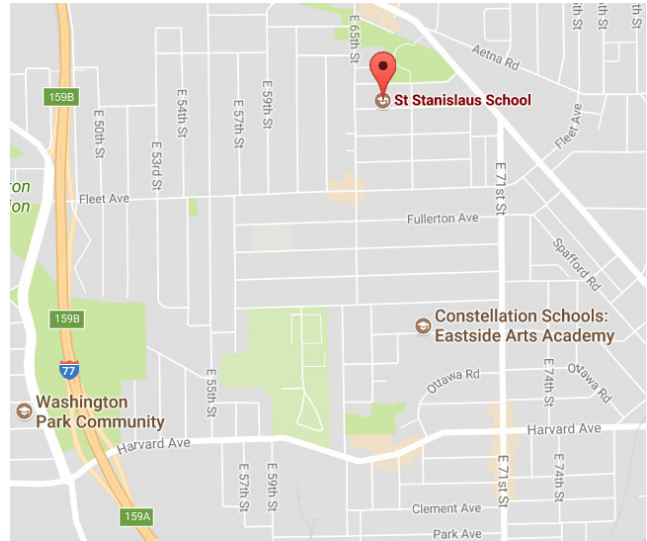 E 65th St
Aetna Rd
159B
St Stanislaus School
E 50th St
E 54th St
E 57th St
E 59th St
Fleet Ave
E 53rd St
E 71st St
ron
ion
Fleet Ave
Fullerton Ave
Spafford Rd
159B
Constellation Schools:
Eastside Arts Academy
77
Ottawa Rd
E 74th St
Ottawa Rd
E 55th St
Washington
Park Community
Harvard Ave
Harvard Ave
E 57th St
E 59th St
E 71st St
E 74th St
Clement Ave
159A
Park Ave